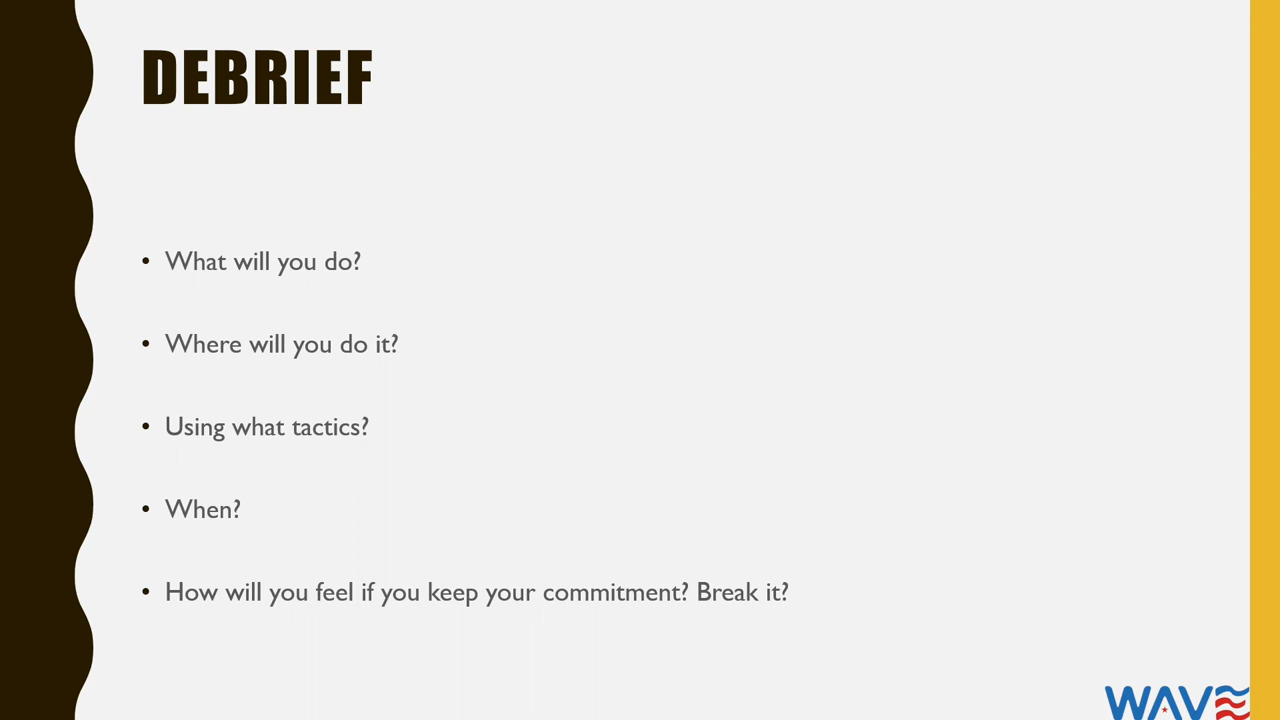 DEBRIEF
• What will you do?
• Where will you do it?
• Using what tactics?
• When?
• How will you feel if you keep your commitment? Break it?
WAVE